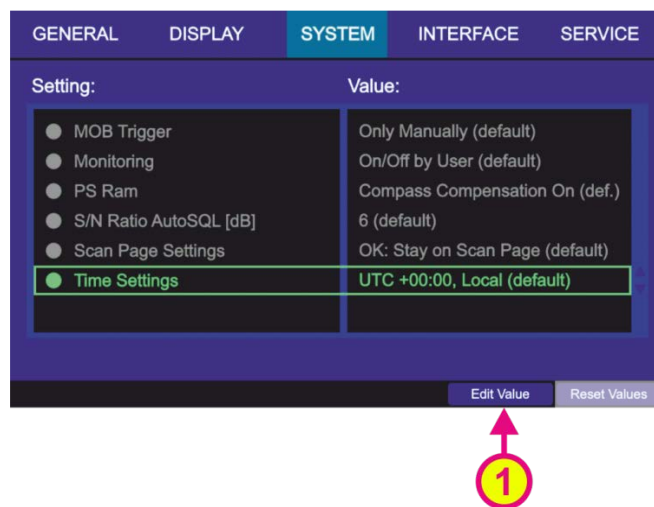 GENERAL DISPLAY SYSTEM INTERFACE SERVICE
Setting: Value:
MOB Trigger Only Manually (default)
Monitoring On/Off by User (default)
PS Ram Compass Compensation On (def.)
S/N Ratio AutoSQL [dB] 6 (default)
Scan Page Settings OK: Stay on Scan Page (default)
Time Settings UTC +00:00, Local (default)
Edit Value Reset Values
1